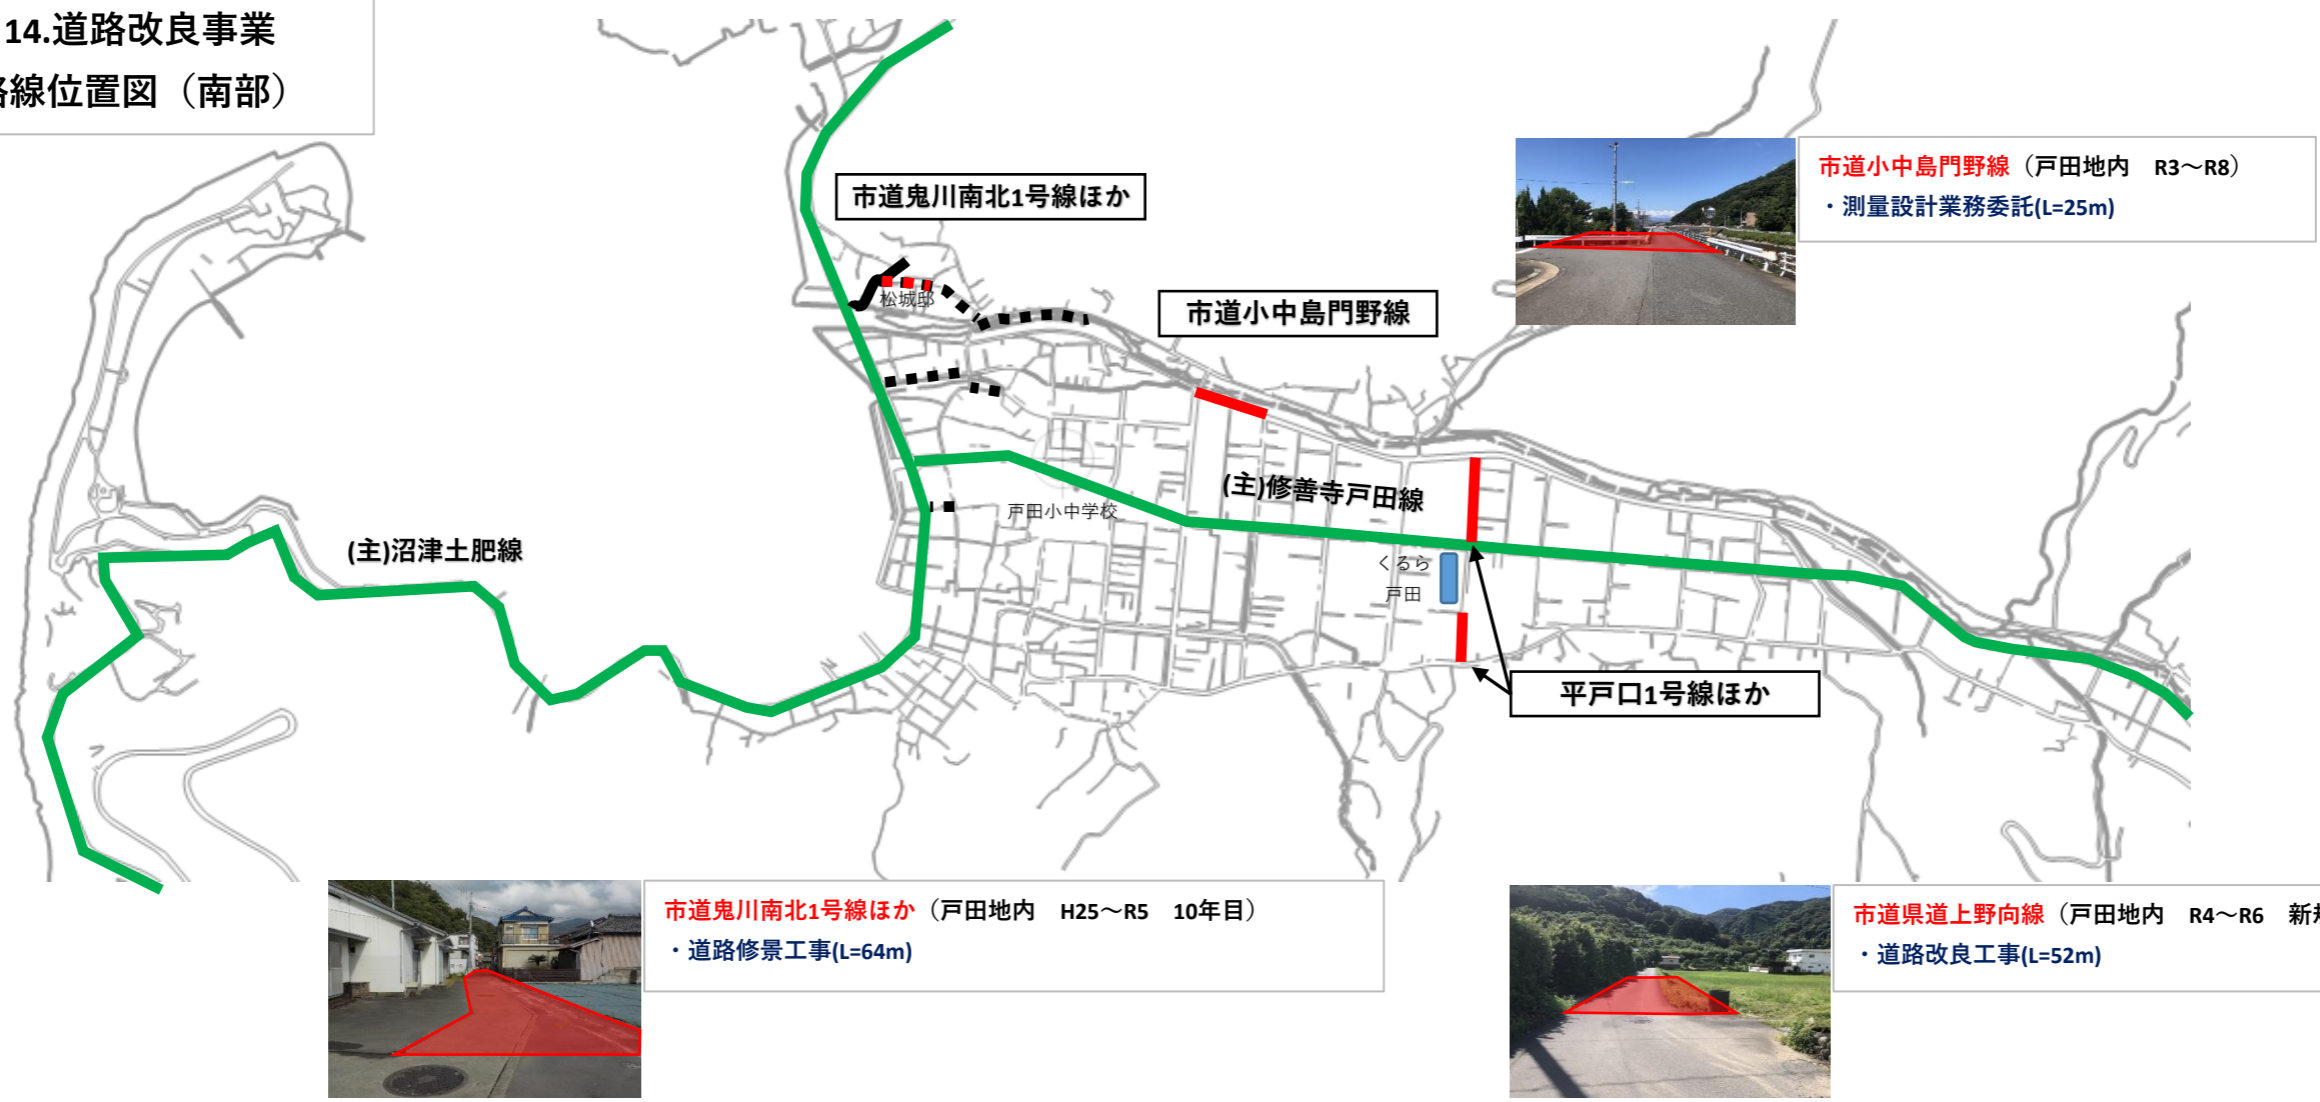 14.道路改良事業
路線位置図（南部）
市道鬼川南北1号線ほか
松城邸
市道小中島門野線
市道小中島門野線（戸田地内　R3～R8）
・測量設計業務委託(L=25m)
(主)修善寺戸田線
戸田小中学校
(主)沼津土肥線
くるら
戸田
平戸口1号線ほか
市道鬼川南北1号線ほか（戸田地内　H25～R5　10年目）
・道路修景工事(L=64m)
市道県道上野向線（戸田地内　R4～R6　新規
・道路改良工事(L=52m)